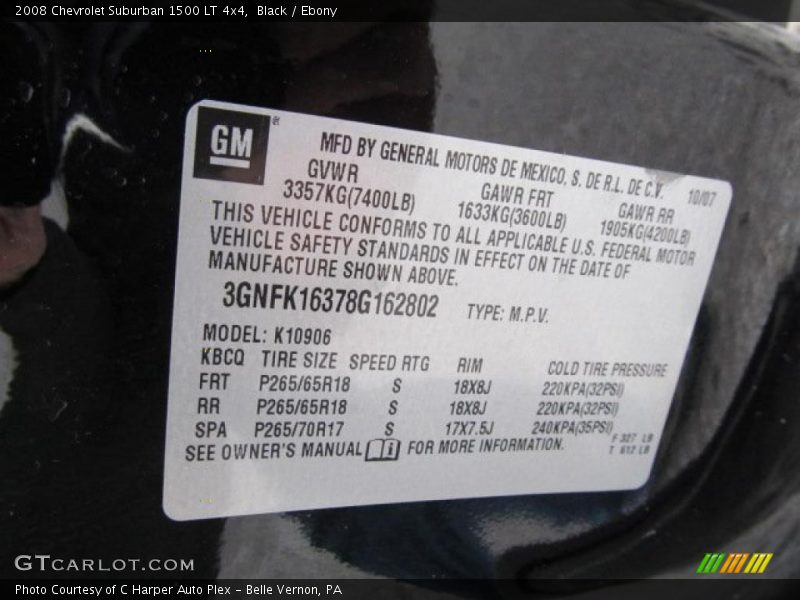 2008 Chevrolet Suburban 1500 LT 4x4, Black / Ebony
GM ®
MFD BY GENERAL MOTORS DE MEXICO, S. DE R.L. DE C.V. 10/07
GVWR GAWR FRT GAWR RR
3357KG(7400LB) 1633KG(3600LB) 1905KG(4200LB)
THIS VEHICLE CONFORMS TO ALL APPLICABLE U.S. FEDERAL MOTOR
VEHICLE SAFETY STANDARDS IN EFFECT ON THE DATE OF
MANUFACTURE SHOWN ABOVE.
3GNFK16378G162802 TYPE: M.P.V.
MODEL: K10906
KBCQ TIRE SIZE SPEED RTG RIM COLD TIRE PRESSURE
FRT P265/65R18 S 18X8J 220KPA(32PSI)
RR P265/65R18 S 18X8J 220KPA(32PSI)
SPA P265/70R17 S 17X7.5J 240KPA(35PSI)
SEE OWNER'S MANUAL FOR MORE INFORMATION.
F 327 LB
T 612 LB
GTcarlot.com
Photo Courtesy of C Harper Auto Plex - Belle Vernon, PA